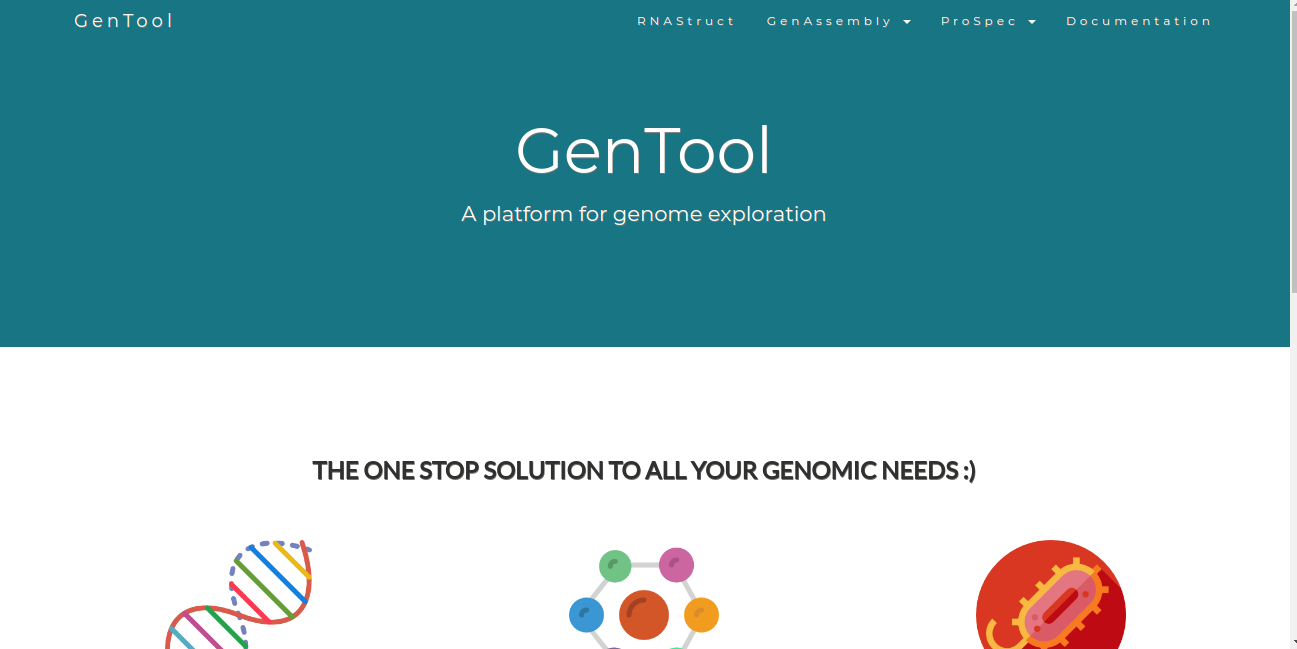 GenTool RNAStruct GenAssembly ProSpec Documentation
GenTool
A platform for genome exploration
THE ONE STOP SOLUTION TO ALL YOUR GENOMIC NEEDS :)